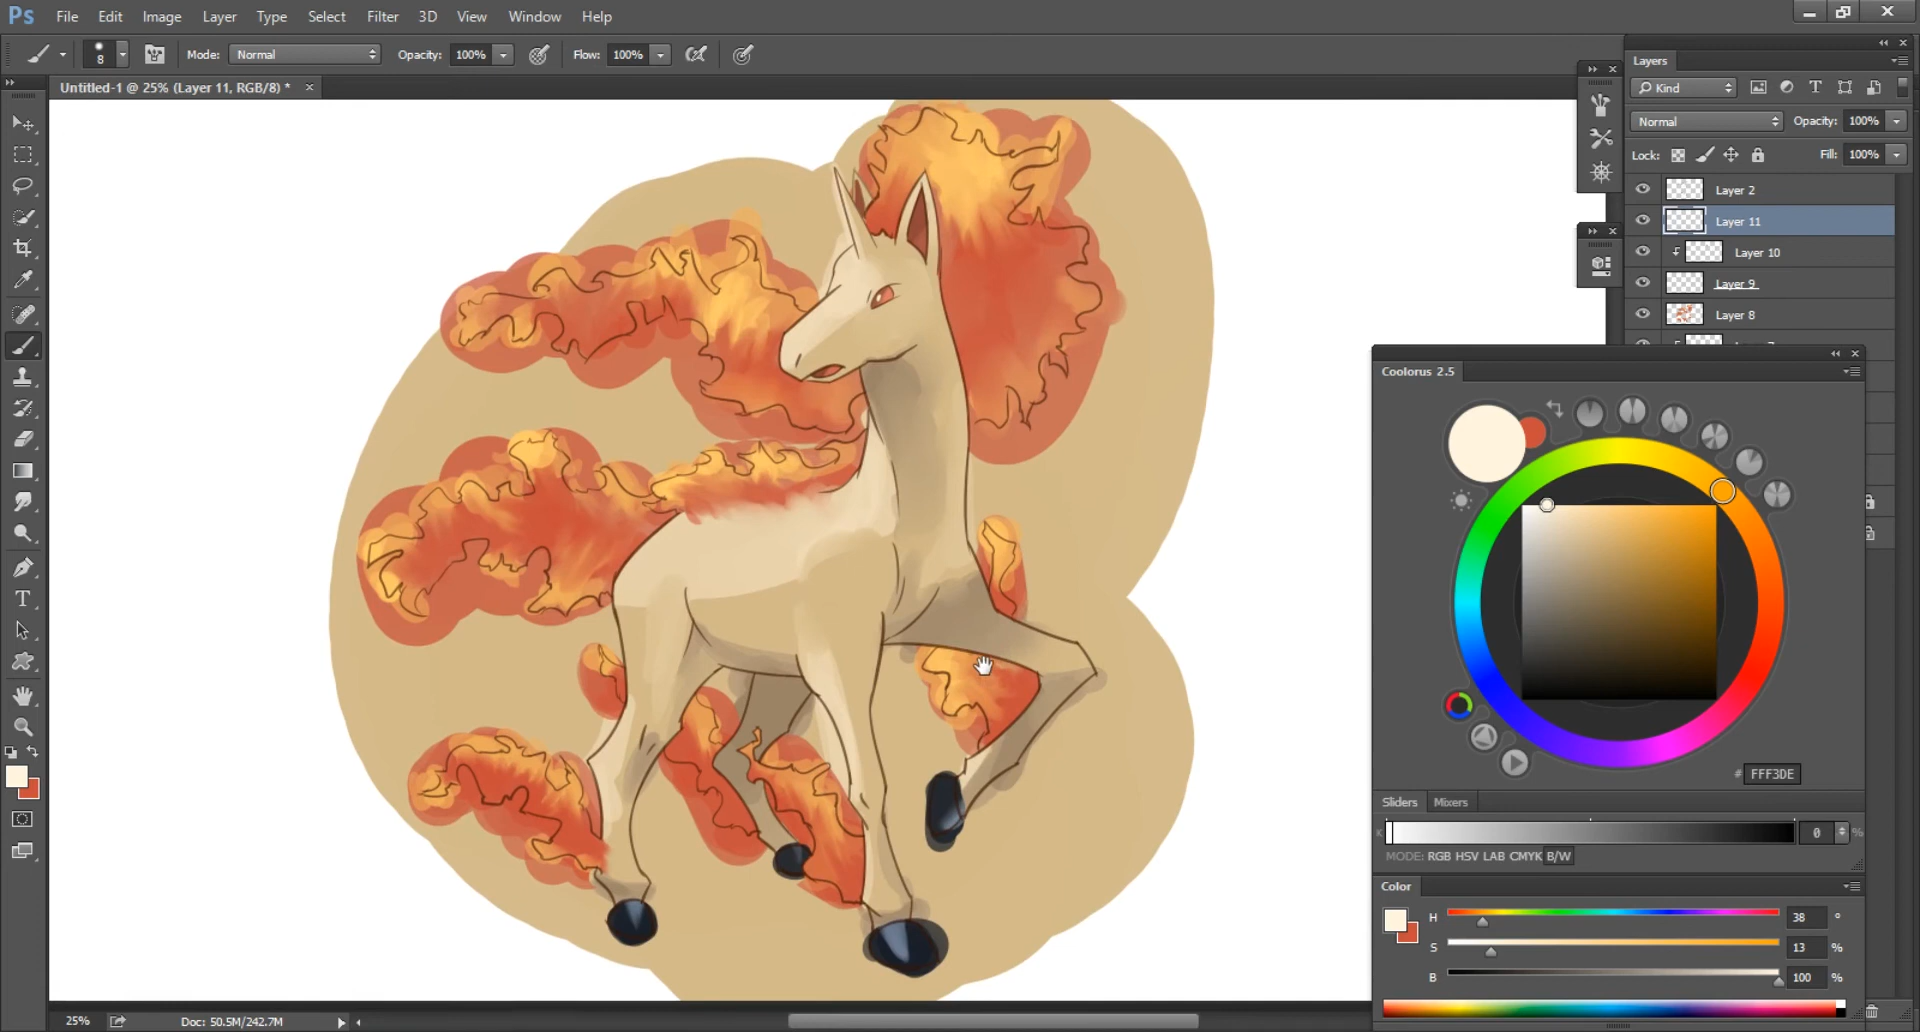 Ps File Edit Image Layer Type Select Filter 3D View Window Help
8 Mode: Normal Opacity: 100% Flow: 100%
Untitled-1 @ 25% (Layer 11, RGB/8) * ×
Layers
Kind
Normal Opacity: 100%
Lock: Fill: 100%
Layer 2
Layer 11
Layer 10
Layer 9
Layer 8
Coolorus 2.5
# FFF3DE
Sliders Mixers
K 0 %
MODE: RGB HSV LAB CMYK B/W
Color
H 38 °
S 13 %
B 100 %
25% Doc: 50.5M/242.7M